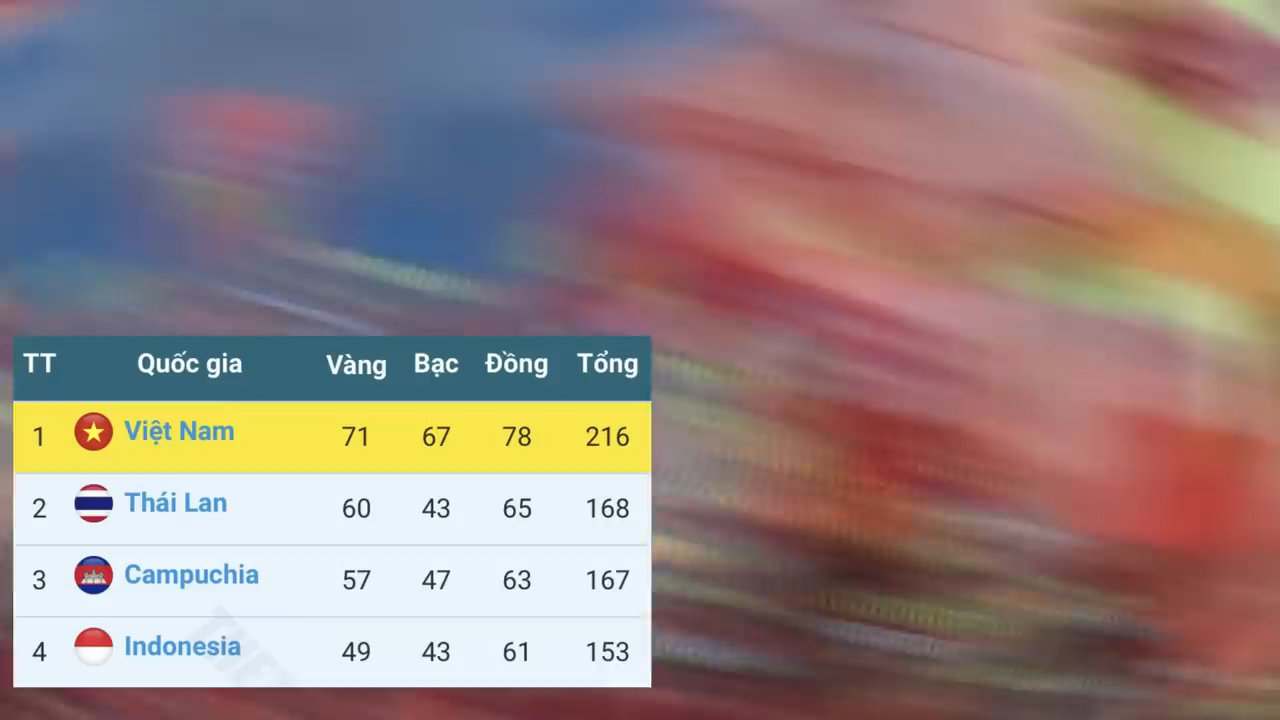 TT Quốc gia Vàng Bạc Đồng Tổng
1 Việt Nam 71 67 78 216
2 Thái Lan 60 43 65 168
3 Campuchia 57 47 63 167
4 Indonesia 49 43 61 153